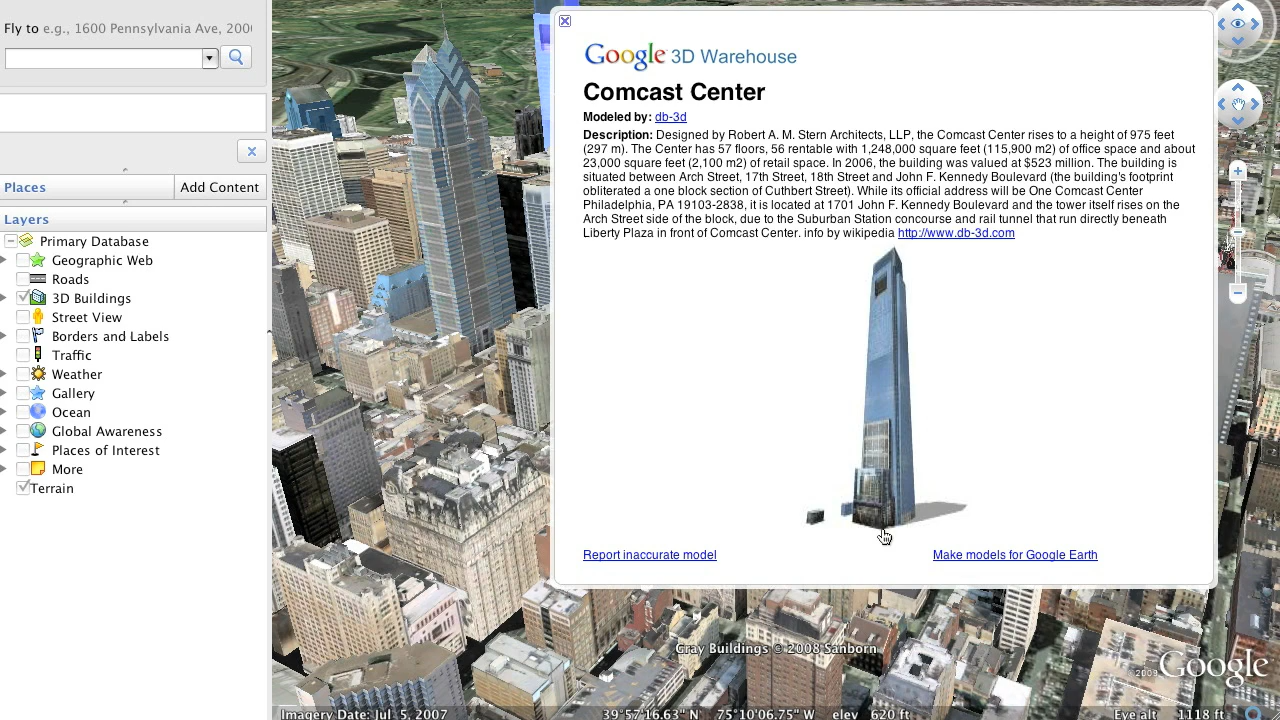 Fly
e.g., 1600 Pennsylvania Ave, 2000
Places
Add Content
Layers
Primary Database
Geographic Web
Roads
3D Buildings
Street View
Borders and Labels
Traffic
Weather
Gallery
Ocean
Global Awareness
Places of Interest
More
Terrain
Google 3D Warehouse
Comcast Center
Modeled by: db-3d
Description: Designed by Robert A. M. Stern Architects, LLP, the Comcast Center rises to a height of 975 feet
(297 m). The Center has 57 floors, 56 rentable with 1,248,000 square feet (115,900 m2) of office space and about
23,000 square feet (2,100 m2) of retail space. In 2006, the building was valued at $523 million. The building is
situated between Arch Street, 17th Street, 18th Street and John F. Kennedy Boulevard (the building's footprint
obliterated a one block section of Cuthbert Street). While its official address will be One Comcast Center
Philadelphia, PA 19103-2838, it is located at 1701 John F. Kennedy Boulevard and the tower itself rises on the
Arch Street side of the block, due to the Suburban Station concourse and rail tunnel that run directly beneath
Liberty Plaza in front of Comcast Center. info by wikipedia http://www.db-3d.com
Report inaccurate model
Make models for Google Earth
Gray Buildings © 2008 Sanborn
©2009 Google
Imagery Date: Jul 5, 2007
39°57'16.63" N 75°10'06.75" W elev 620 ft
Eye alt 1118 ft